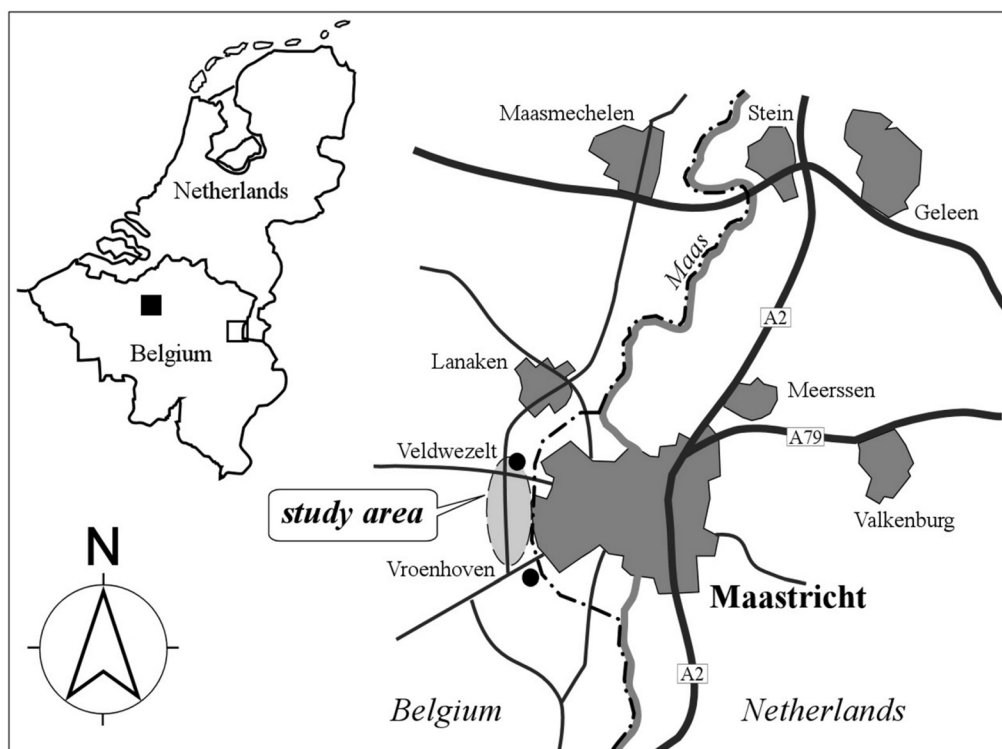 Netherlands
Belgium
N
Maasmechelen
Stein
Geleen
Maas
A2
Lanaken
Meerssen
A79
Veldwezelt
Valkenburg
study area
Vroenhoven
Maastricht
A2
Belgium
Netherlands